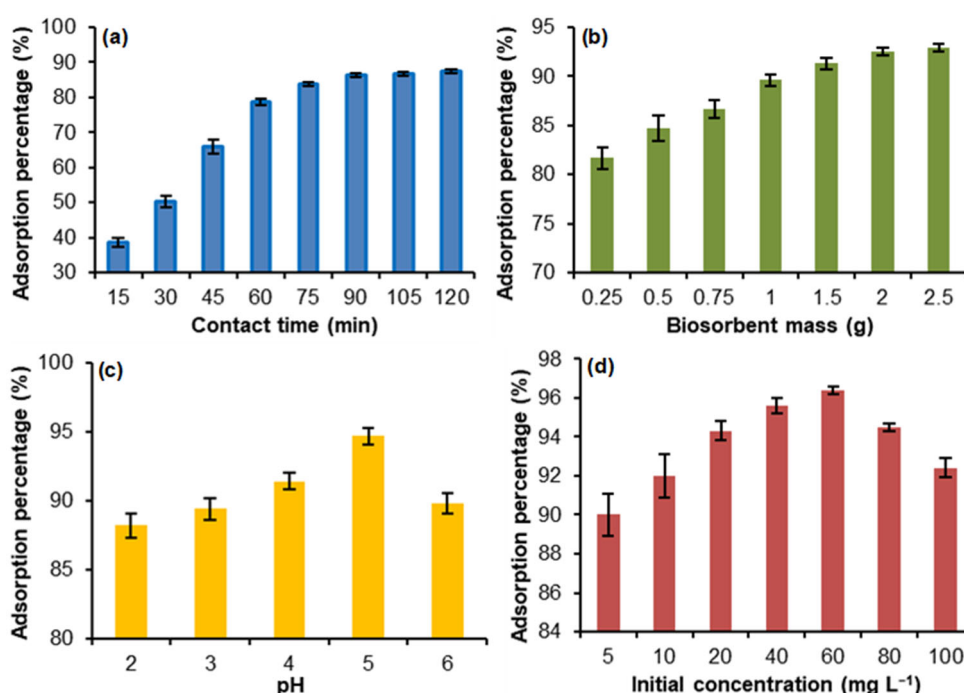 (a)
Adsorption percentage (%)
100
90
80
70
60
50
40
30
15 30 45 60 75 90 105 120
Contact time (min)
(b)
Adsorption percentage (%)
95
90
85
80
75
70
0.25 0.5 0.75 1 1.5 2 2.5
Biosorbent mass (g)
(c)
Adsorption percentage (%)
100
95
90
85
80
2 3 4 5 6
pH
(d)
Adsorption percentage (%)
98
96
94
92
90
88
86
84
5 10 20 40 60 80 100
Initial concentration (mg L⁻¹)